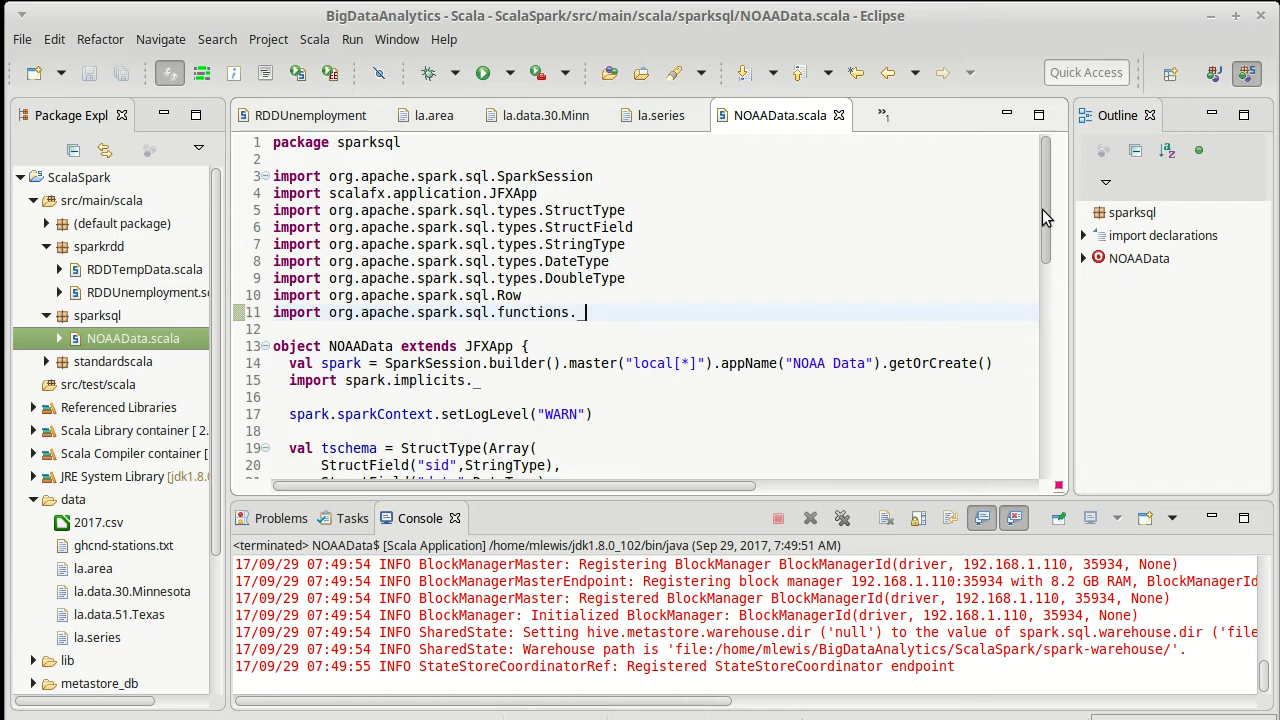 BigDataAnalytics - Scala - ScalaSpark/src/main/scala/sparksql/NOAAData.scala - Eclipse
File Edit Refactor Navigate Search Project Scala Run Window Help
Quick Access
Package Expl
ScalaSpark
src/main/scala
(default package)
sparkrdd
RDDTempData.scala
RDDUnemployment.sc
sparksql
NOAAData.scala
standardscala
src/test/scala
Referenced Libraries
Scala Library container [ 2.
Scala Compiler container [
JRE System Library [jdk1.8.0
data
2017.csv
ghcnd-stations.txt
la.area
la.data.30.Minnesota
la.data.51.Texas
la.series
lib
metastore_db
RDDUnemployment la.area la.data.30.Minn la.series NOAAData.scala »1
1 package sparksql
2
3 import org.apache.spark.sql.SparkSession
4 import scalafx.application.JFXApp
5 import org.apache.spark.sql.types.StructType
6 import org.apache.spark.sql.types.StructField
7 import org.apache.spark.sql.types.StringType
8 import org.apache.spark.sql.types.DateType
9 import org.apache.spark.sql.types.DoubleType
10 import org.apache.spark.sql.Row
11 import org.apache.spark.sql.functions._
12
13 object NOAAData extends JFXApp {
14 val spark = SparkSession.builder().master("local[*]").appName("NOAA Data").getOrCreate()
15 import spark.implicits._
16
17 spark.sparkContext.setLogLevel("WARN")
18
19 val tschema = StructType(Array(
20 StructField("sid",StringType),
Outline
sparksql
import declarations
NOAAData
Problems Tasks Console
<terminated> NOAAData$ [Scala Application] /home/mlewis/jdk1.8.0_102/bin/java (Sep 29, 2017, 7:49:51 AM)
17/09/29 07:49:54 INFO BlockManagerMaster: Registering BlockManager BlockManagerId(driver, 192.168.1.110, 35934, None)
17/09/29 07:49:54 INFO BlockManagerMasterEndpoint: Registering block manager 192.168.1.110:35934 with 8.2 GB RAM, BlockManagerId
17/09/29 07:49:54 INFO BlockManagerMaster: Registered BlockManager BlockManagerId(driver, 192.168.1.110, 35934, None)
17/09/29 07:49:54 INFO BlockManager: Initialized BlockManager: BlockManagerId(driver, 192.168.1.110, 35934, None)
17/09/29 07:49:54 INFO SharedState: Setting hive.metastore.warehouse.dir ('null') to the value of spark.sql.warehouse.dir ('file
17/09/29 07:49:54 INFO SharedState: Warehouse path is 'file:/home/mlewis/BigDataAnalytics/ScalaSpark/spark-warehouse/'.
17/09/29 07:49:55 INFO StateStoreCoordinatorRef: Registered StateStoreCoordinator endpoint